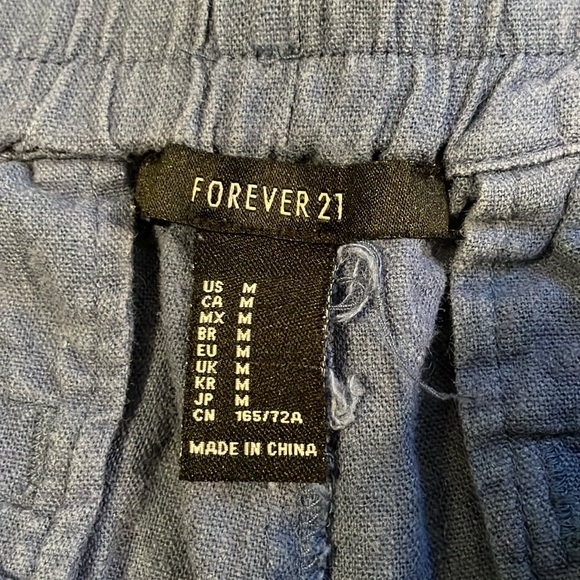 FOREVER 21
US M
CA M
MX M
BR M
EU M
UK M
KR M
JP M
CN 165/72A
MADE IN CHINA